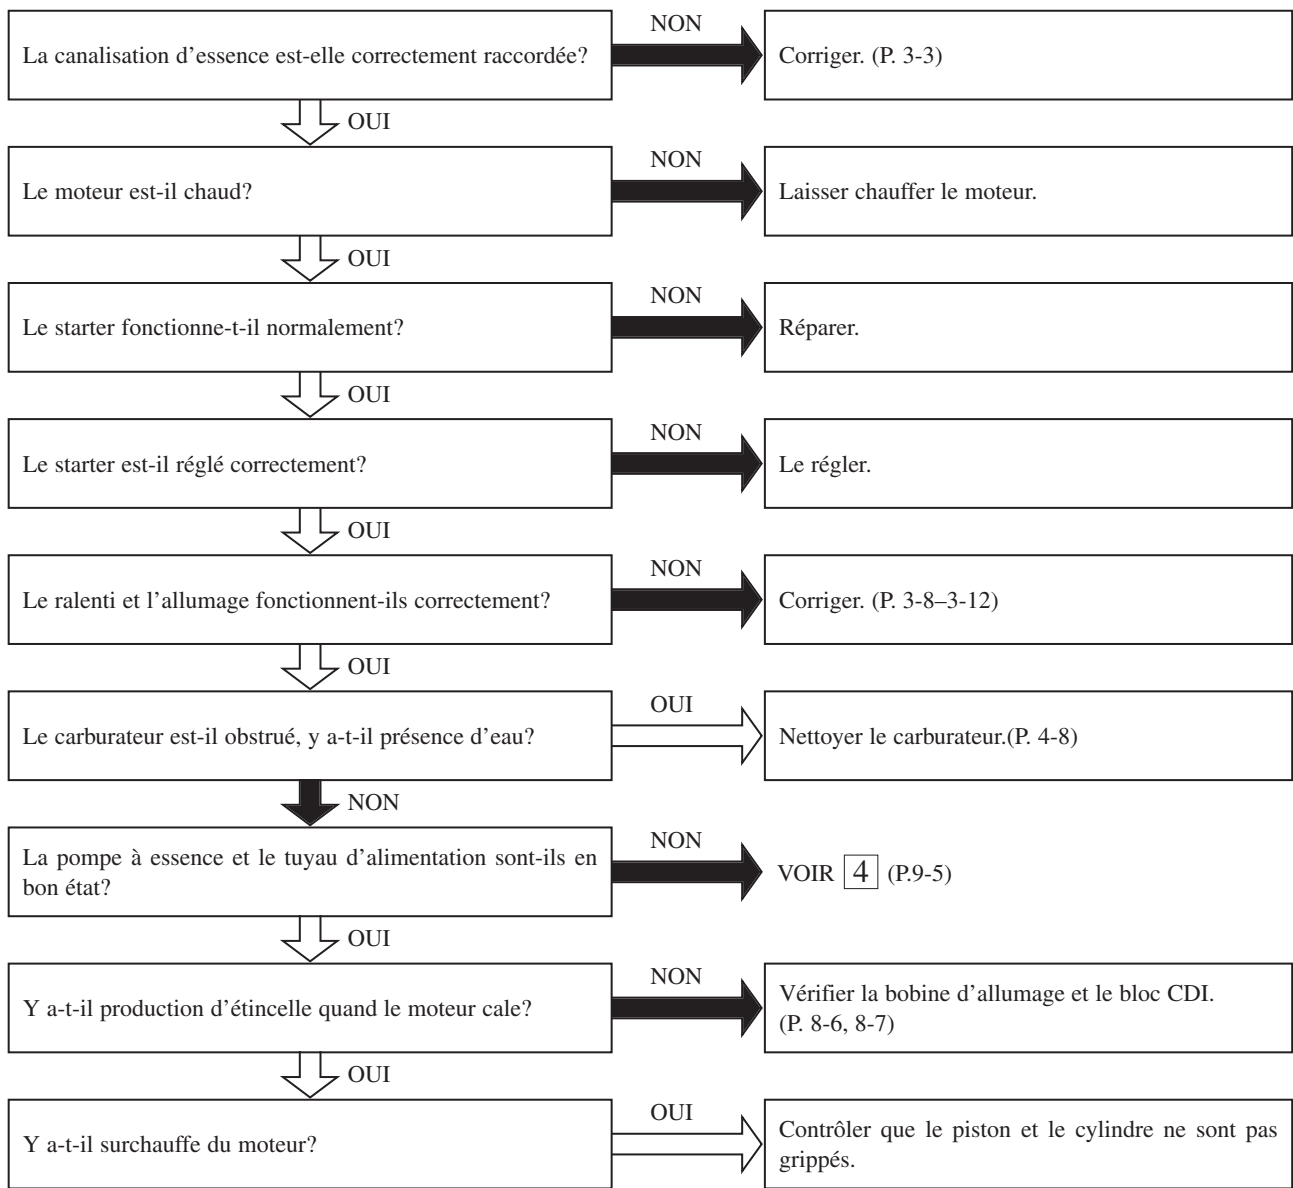 NON
La canalisation d’essence est-elle correctement raccordée?
Corriger. (P. 3-3)
OUI
NON
Le moteur est-il chaud?
Laisser chauffer le moteur.
OUI
NON
Le starter fonctionne-t-il normalement?
Réparer.
OUI
NON
Le starter est-il réglé correctement?
Le régler.
OUI
NON
Le ralenti et l’allumage fonctionnent-ils correctement?
Corriger. (P. 3-8–3-12)
OUI
OUI
Le carburateur est-il obstrué, y a-t-il présence d’eau?
Nettoyer le carburateur.(P. 4-8)
NON
NON
La pompe à essence et le tuyau d’alimentation sont-ils en
bon état?
VOIR 4 (P.9-5)
OUI
NON
Y a-t-il production d’étincelle quand le moteur cale?
Vérifier la bobine d’allumage et le bloc CDI.
(P. 8-6, 8-7)
OUI
OUI
Y a-t-il surchauffe du moteur?
Contrôler que le piston et le cylindre ne sont pas
grippés.